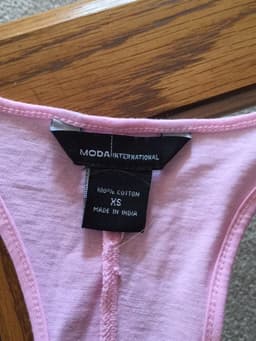 MODA INTERNATIONAL
100% COTTON
XS
MADE IN INDIA